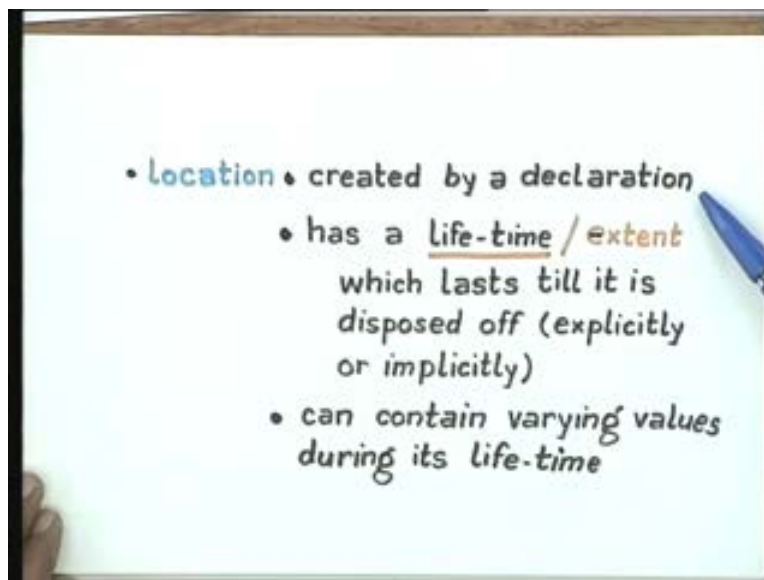 • location • created by a declaration
• has a life-time / extent
which lasts till it is
disposed off (explicitly
or implicitly)
• can contain varying values
during its life-time